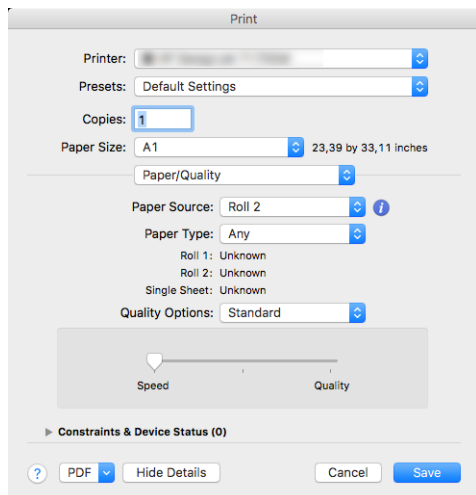 Print
Printer:
Presets: Default Settings
Copies: 1
Paper Size: A1 23,39 by 33,11 inches
Paper/Quality
Paper Source: Roll 2 i
Paper Type: Any
Roll 1: Unknown
Roll 2: Unknown
Single Sheet: Unknown
Quality Options: Standard
Speed Quality
Constraints & Device Status (0)
? PDF Hide Details Cancel Save